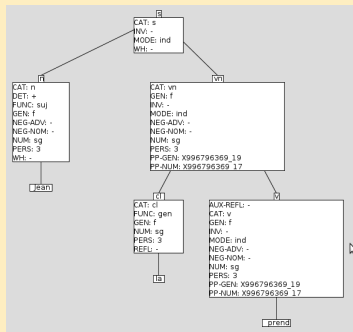 s
CAT: s
INV: -
MODE: ind
WH: -
n
CAT: n
DET: +
FUNC: suj
GEN: f
NEG-ADV: -
NEG-NOM: -
NUM: sg
PERS: 3
WH: -
_Jean
vn
CAT: vn
GEN: f
INV: -
MODE: ind
NEG-ADV: -
NEG-NOM: -
NUM: sg
PERS: 3
PP-GEN: X996796369_19
PP-NUM: X996796369_17
cl
CAT: cl
FUNC: gen
GEN: f
NUM: sg
PERS: 3
REFL: -
la
v
AUX-REFL: -
CAT: v
GEN: f
INV: -
MODE: ind
NEG-ADV: -
NEG-NOM: -
NUM: sg
PERS: 3
PP-GEN: X996796369_19
PP-NUM: X996796369_17
_prend